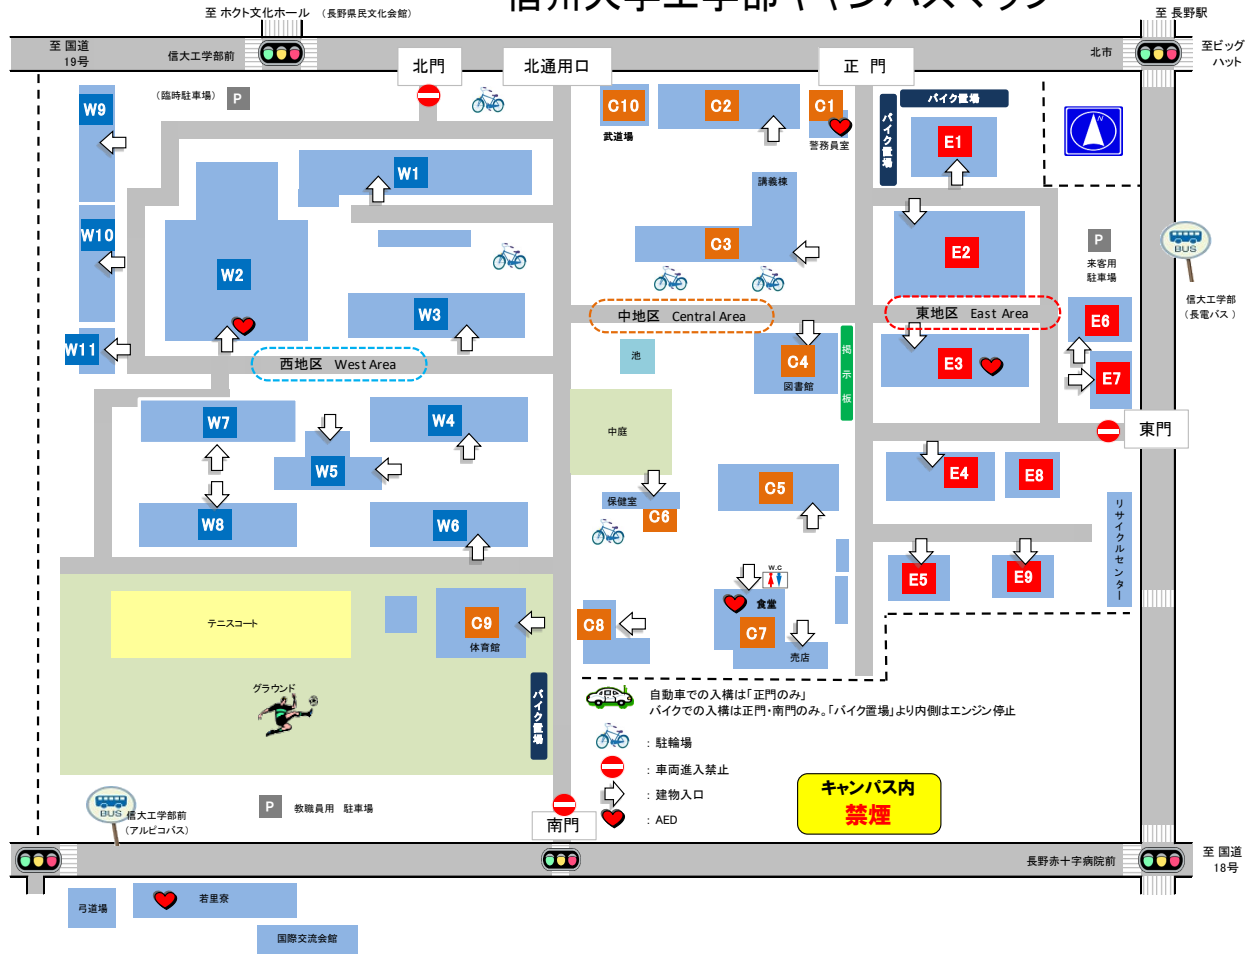 信州大学工学部キャンパスマップ
至 ホクト文化ホール （長野県民文化会館）
至 長野駅
至 国道
19号
信大工学部前
北市
至ビッグ
ハット
北門
北通用口
正 門
（臨時駐車場）
P
W9
C10
武道場
C2
C1
警務員室
バイク置場
バイク置場
E1
N
W1
講義棟
W10
W2
C3
E2
P
来客用
駐車場
BUS
信大工学部
（長電バス）
W3
中地区 Central Area
東地区 East Area
E6
W11
西地区 West Area
池
C4
図書館
掲示板
E3
E7
W7
W4
中庭
東門
W5
C5
E4
E8
保健室
C6
W8
W6
リサイクルセンター
W.C
E5
E9
食堂
C7
売店
テニスコート
C9
体育館
C8
グラウンド
バイク置場
自動車での入構は「正門のみ」
バイクでの入構は正門・南門のみ。「バイク置場」より内側はエンジン停止
：駐輪場
：車両進入禁止
：建物入口
：AED
キャンパス内
禁煙
BUS
信大工学部前
（アルピコバス）
P
教職員用 駐車場
南門
長野赤十字病院前
至 国道
18号
弓道場
若里寮
国際交流会館